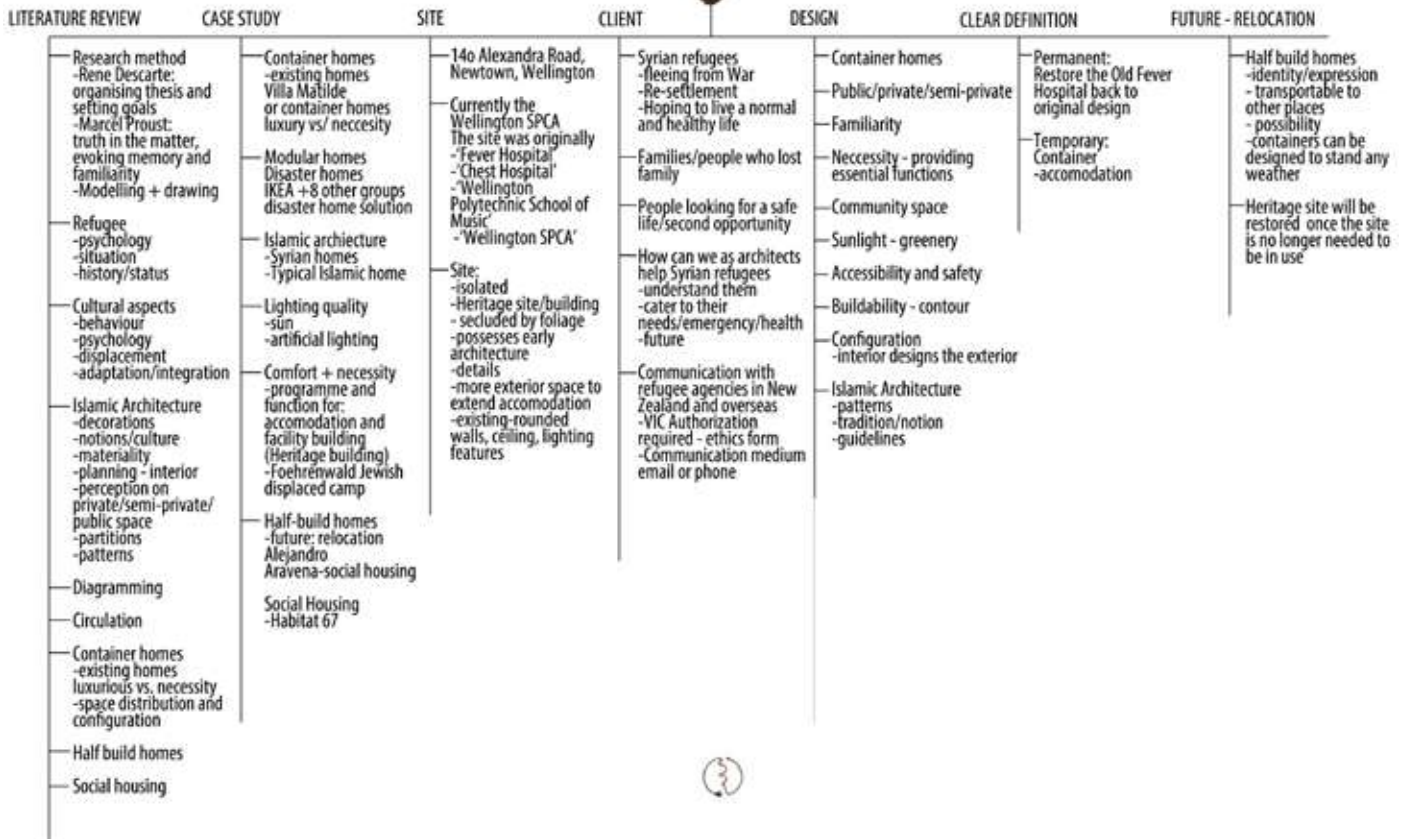 LITERATURE REVIEW
CASE STUDY
SITE
CLIENT
DESIGN
CLEAR DEFINITION
FUTURE - RELOCATION
Research method
-Rene Descarte:
organising thesis and
setting goals
-Marcel Proust:
truth in the matter,
evoking memory and
familiarity
-Modelling + drawing
Refugee
-psychology
-situation
-history/status
Cultural aspects
-behaviour
-psychology
-displacement
-adaptation/integration
Islamic Architecture
-decorations
-notions/culture
-materiality
-planning - interior
-perception on
private/semi-private/
public space
-partitions
-patterns
Diagramming
Circulation
Container homes
-existing homes
luxurious vs. necessity
-space distribution and
configuration
Half build homes
Social housing
Container homes
-existing homes
Villa Matilde
or container homes
luxury vs/ neccesity
Modular homes
Disaster homes
IKEA +8 other groups
disaster home solution
Islamic archiecture
-Syrian homes
-Typical Islamic home
Lighting quality
-sun
-artificial lighting
Comfort + necessity
-programme and
function for:
accomodation and
facility building
(Heritage building)
-Foehrenwald Jewish
displaced camp
Half-build homes
-future: relocation
Alejandro
Aravena-social housing
Social Housing
-Habitat 67
14o Alexandra Road,
Newtown, Wellington
Currently the
Wellington SPCA
The site was originally
-'Fever Hospital'
-'Chest Hospital'
-'Wellington
Polytechnic School of
Music'
-'Wellington SPCA'
Site:
-isolated
-Heritage site/building
- secluded by foliage
-possesses early
architecture
-details
-more exterior space to
extend accomodation
-existing-rounded
walls, ceiling, lighting
features
Syrian refugees
-fleeing from War
-Re-settlement
-Hoping to live a normal
and healthy life
Families/people who lost
family
People looking for a safe
life/second opportunity
How can we as architects
help Syrian refugees
-understand them
-cater to their
needs/emergency/health
-future
Communication with
refugee agencies in New
Zealand and overseas
-VIC Authorization
required - ethics form
-Communication medium
email or phone
Container homes
Public/private/semi-private
Familiarity
Neccessity - providing
essential functions
Community space
Sunlight - greenery
Accessibility and safety
Buildability - contour
Configuration
-interior designs the exterior
Islamic Architecture
-patterns
-tradition/notion
-guidelines
Permanent:
Restore the Old Fever
Hospital back to
original design
Temporary:
Container
-accomodation
Half build homes
-identity/expression
- transportable to
other places
- possibility
-containers can be
designed to stand any
weather
Heritage site will be
restored once the site
is no longer needed to
be in use